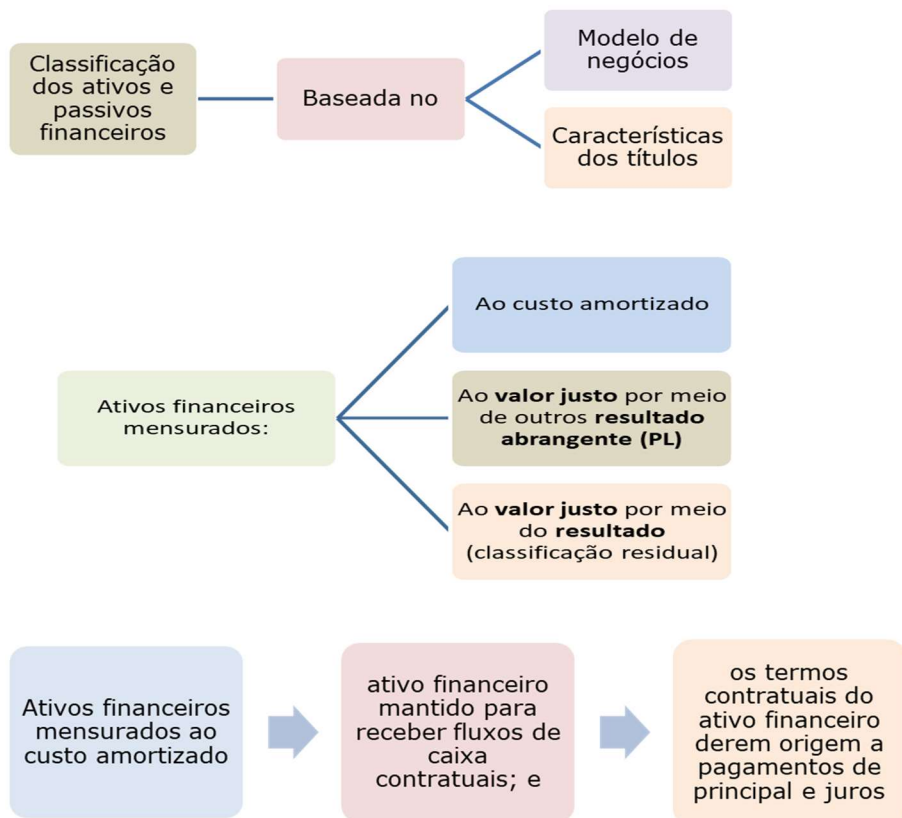 Classificação
dos ativos e
passivos
financeiros
Baseada no
Modelo de
negócios
Características
dos títulos
Ativos financeiros
mensurados:
Ao custo amortizado
Ao valor justo por meio
de outros resultado
abrangente (PL)
Ao valor justo por meio
do resultado
(classificação residual)
Ativos financeiros
mensurados ao
custo amortizado
ativo financeiro
mantido para
receber fluxos de
caixa
contratuais; e
os termos
contratuais do
ativo financeiro
derem origem a
pagamentos de
principal e juros